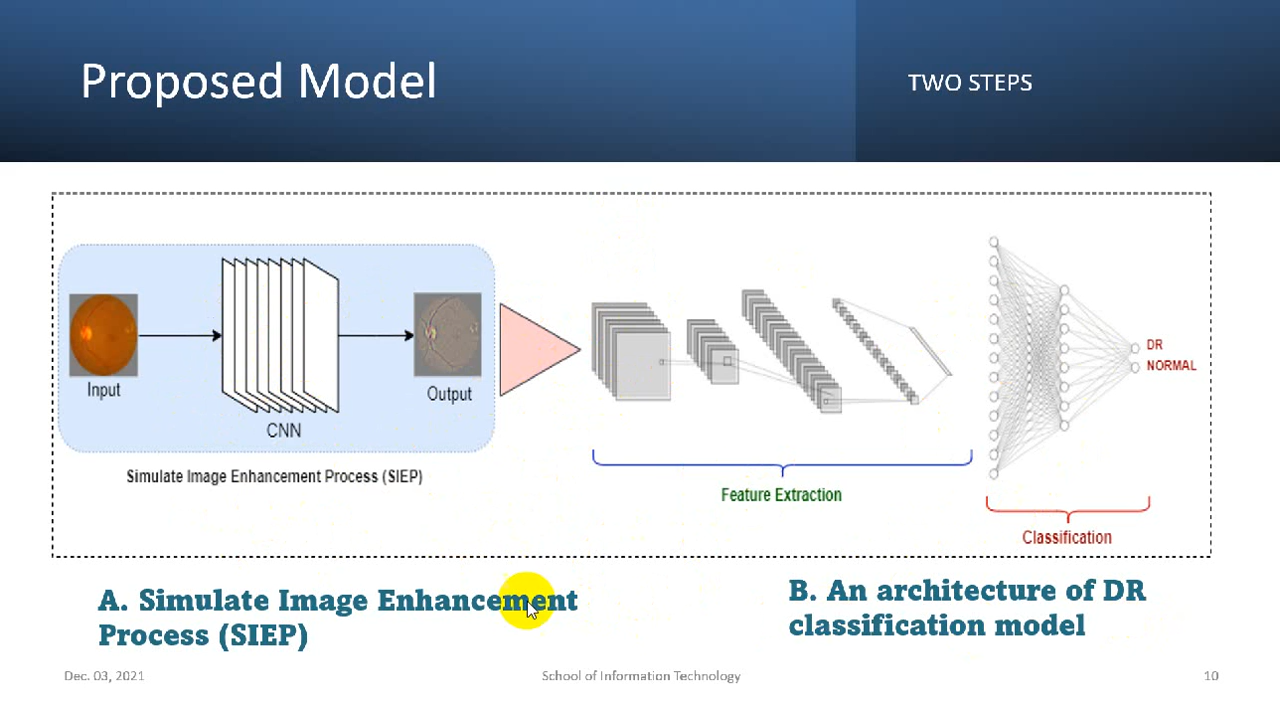 Proposed Model
TWO STEPS
Input
CNN
Output
Simulate Image Enhancement Process (SIEP)
Feature Extraction
DR
NORMAL
Classification
A. Simulate Image Enhancement
Process (SIEP)
B. An architecture of DR
classification model
Dec. 03, 2021
School of Information Technology
10